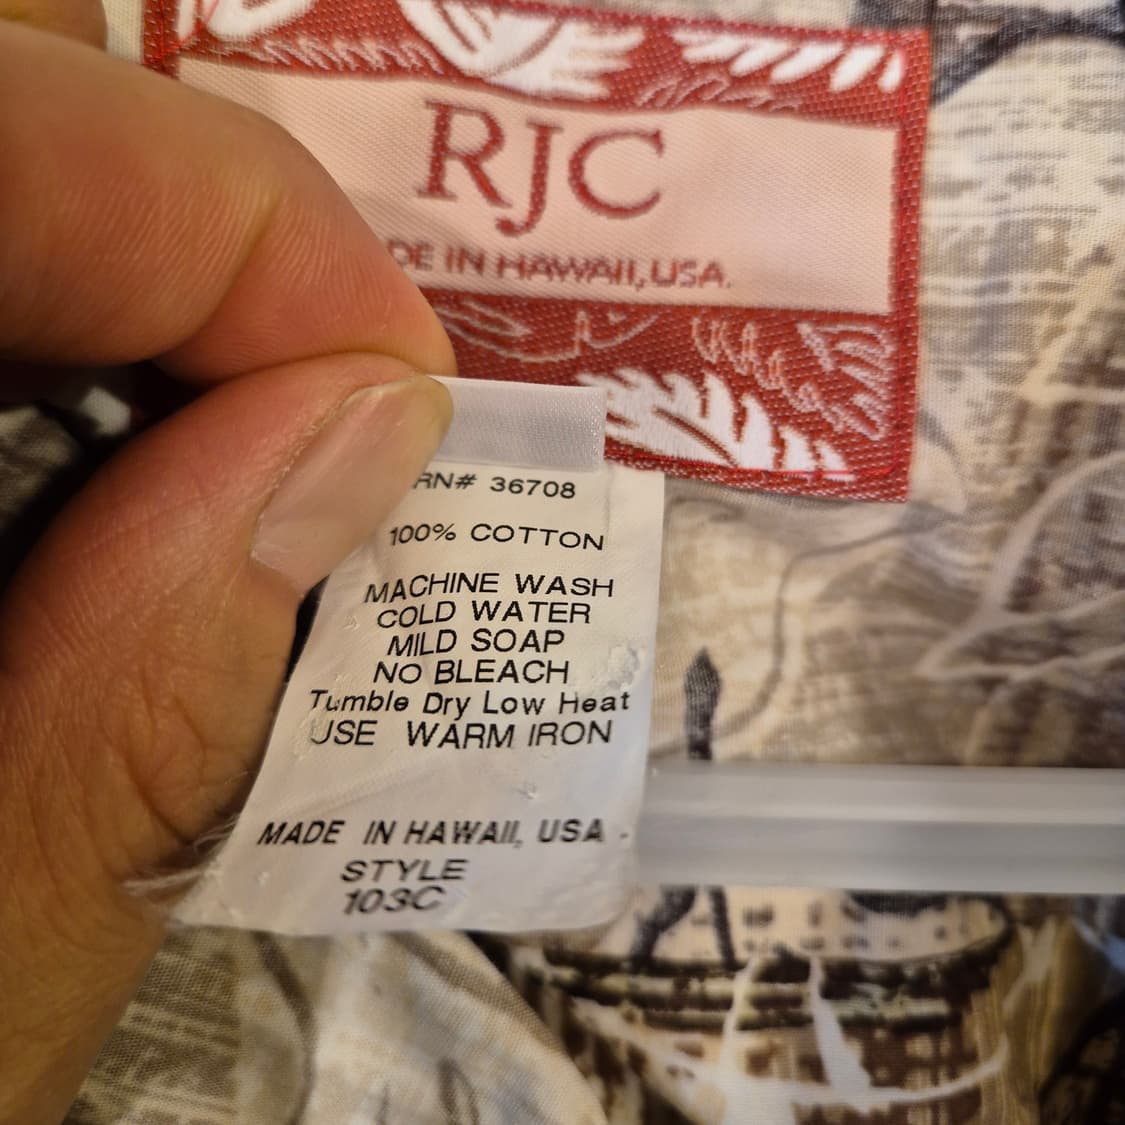 RJC
DE IN HAWAII, USA.
RN# 36708
100% COTTON
MACHINE WASH
COLD WATER
MILD SOAP
NO BLEACH
Tumble Dry Low Heat
USE WARM IRON
MADE IN HAWAII, USA
STYLE
103C